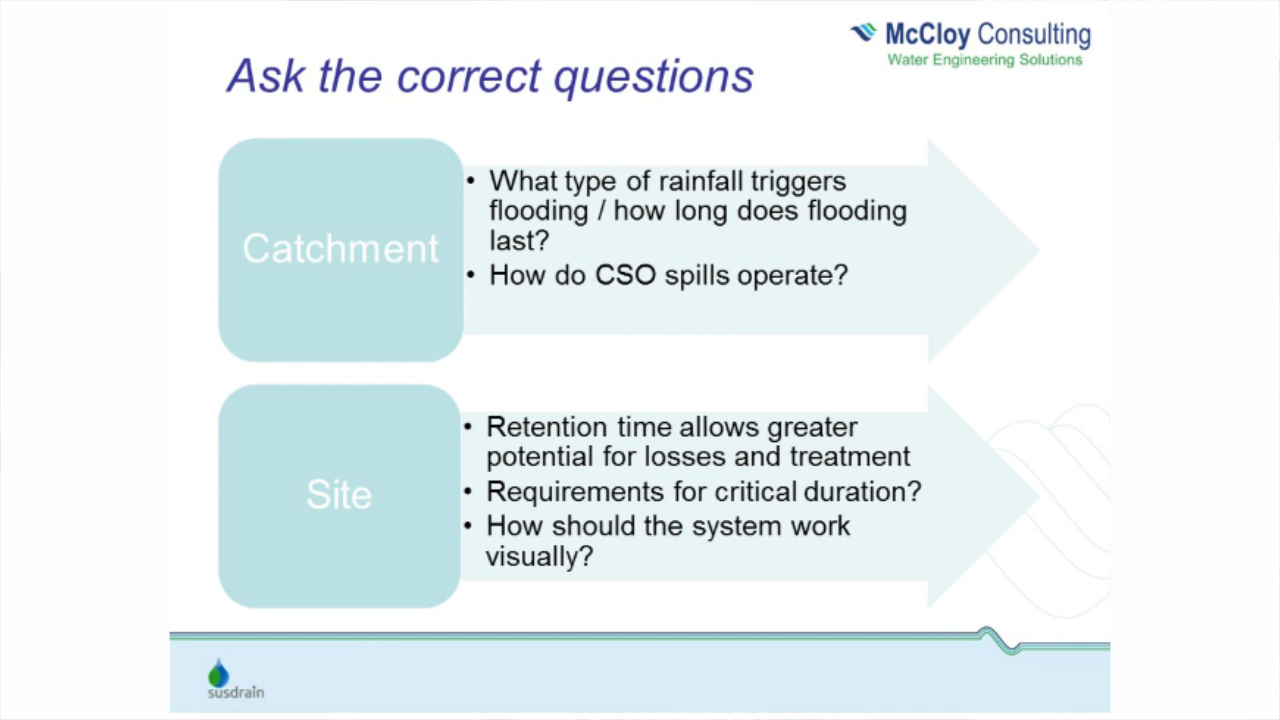 McCloy Consulting
Water Engineering Solutions
Ask the correct questions
Catchment
• What type of rainfall triggers
flooding / how long does flooding
last?
• How do CSO spills operate?
Site
• Retention time allows greater
potential for losses and treatment
• Requirements for critical duration?
• How should the system work
visually?
susdrain